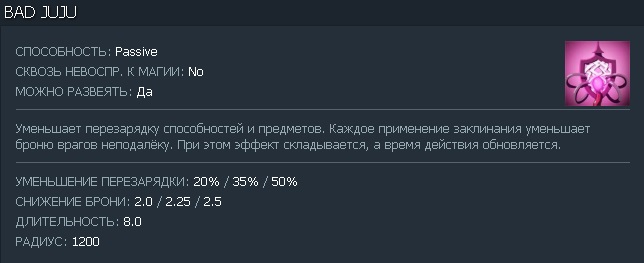 BAD JUJU
СПОСОБНОСТЬ: Passive
СКВОЗЬ НЕВОСПР. К МАГИИ: No
МОЖНО РАЗВЕЯТЬ: Да
Уменьшает перезарядку способностей и предметов. Каждое применение заклинания уменьшает
броню врагов неподалёку. При этом эффект складывается, а время действия обновляется.
УМЕНЬШЕНИЕ ПЕРЕЗАРЯДКИ: 20% / 35% / 50%
СНИЖЕНИЕ БРОНИ: 2.0 / 2.25 / 2.5
ДЛИТЕЛЬНОСТЬ: 8.0
РАДИУС: 1200